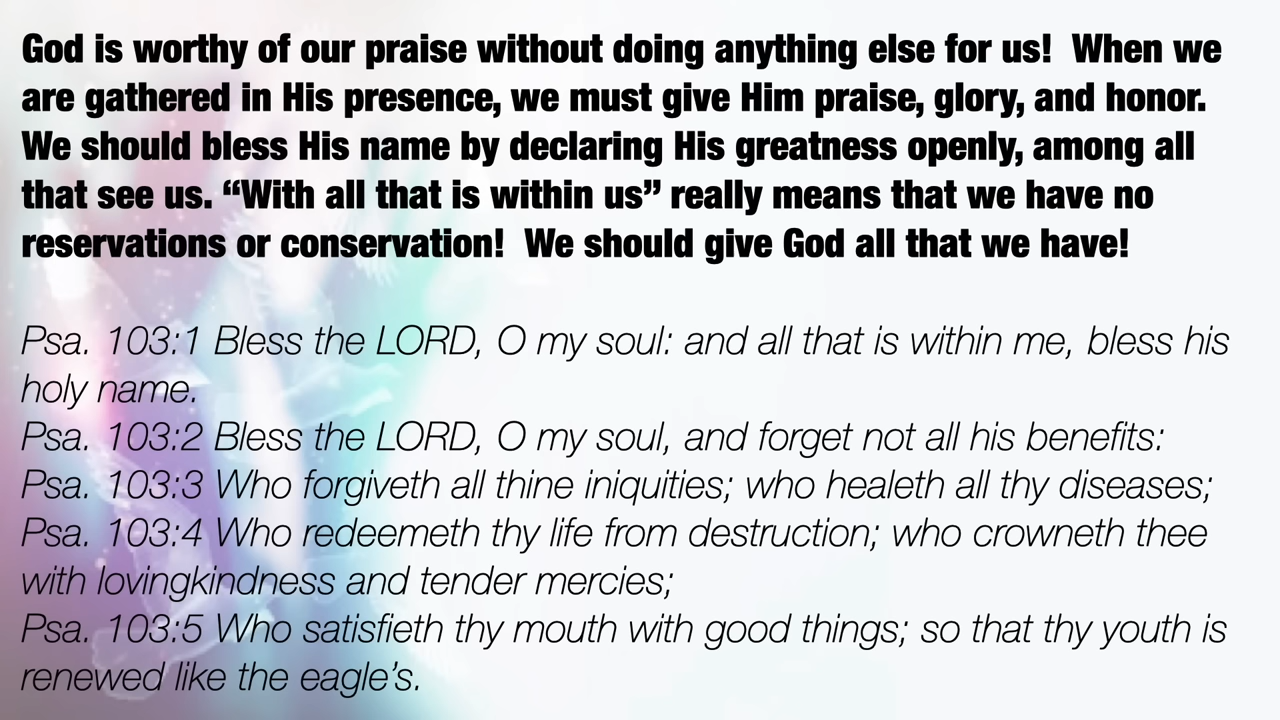 God is worthy of our praise without doing anything else for us!  When we
are gathered in His presence, we must give Him praise, glory, and honor.
We should bless His name by declaring His greatness openly, among all
that see us. “With all that is within us” really means that we have no
reservations or conservation!  We should give God all that we have!
Psa. 103:1 Bless the LORD, O my soul: and all that is within me, bless his
holy name.
Psa. 103:2 Bless the LORD, O my soul, and forget not all his benefits:
Psa. 103:3 Who forgiveth all thine iniquities; who healeth all thy diseases;
Psa. 103:4 Who redeemeth thy life from destruction; who crowneth thee
with lovingkindness and tender mercies;
Psa. 103:5 Who satisfieth thy mouth with good things; so that thy youth is
renewed like the eagle’s.